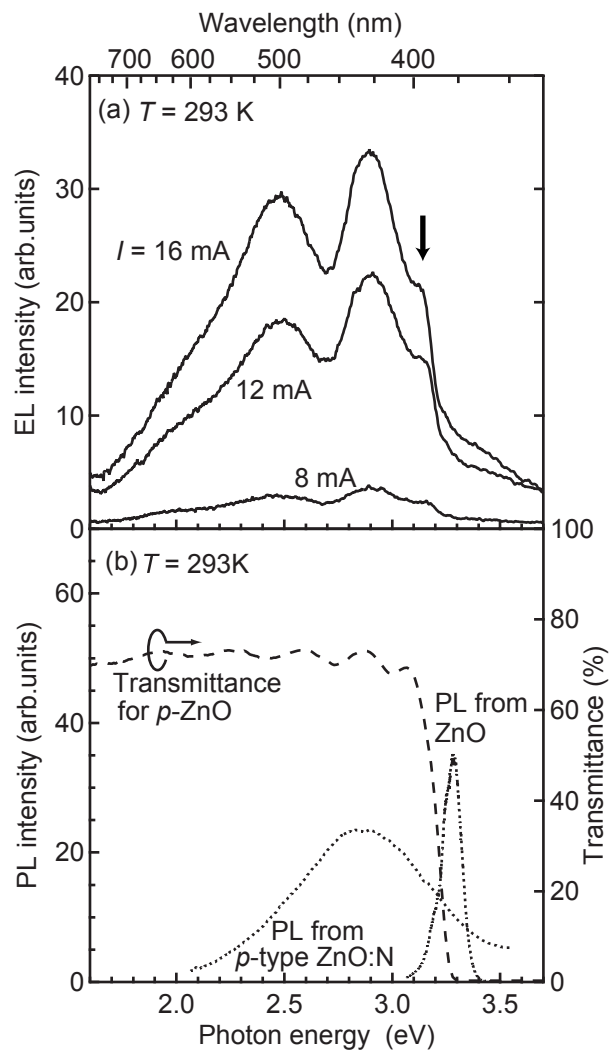 Wavelength (nm)
700 600 500 400
40
(a) T = 293 K
30
I = 16 mA
20
12 mA
10
8 mA
0
EL intensity (arb.units)
100
(b) T = 293K
60
80
Transmittance
for p-ZnO
PL from
ZnO
60
40
40
20
20
PL from
p-type ZnO:N
0
0
PL intensity (arb.units)
Transmittance (%)
2.0 2.5 3.0 3.5
Photon energy (eV)